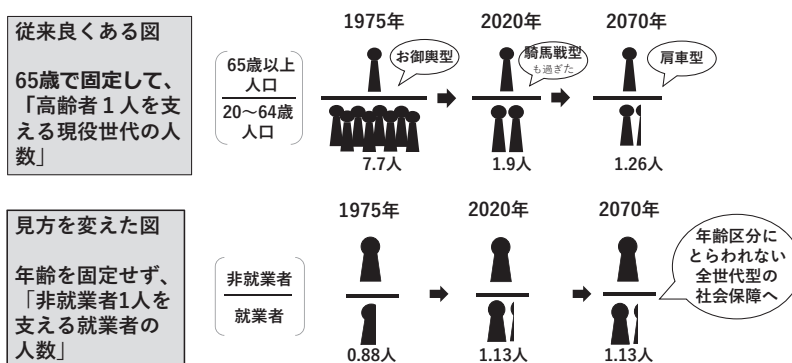 従来良くある図
65歳で固定して、
「高齢者１人を支
える現役世代の人
数」
65歳以上
人口
20～64歳
人口
1975年
お御輿型
7.7人
2020年
騎馬戦型
も過ぎた
1.9人
2070年
肩車型
1.26人
見方を変えた図
年齢を固定せず、
「非就業者1人を
支える就業者の
人数」
非就業者
就業者
1975年
0.88人
2020年
1.13人
2070年
1.13人
年齢区分に
とらわれない
全世代型の
社会保障へ